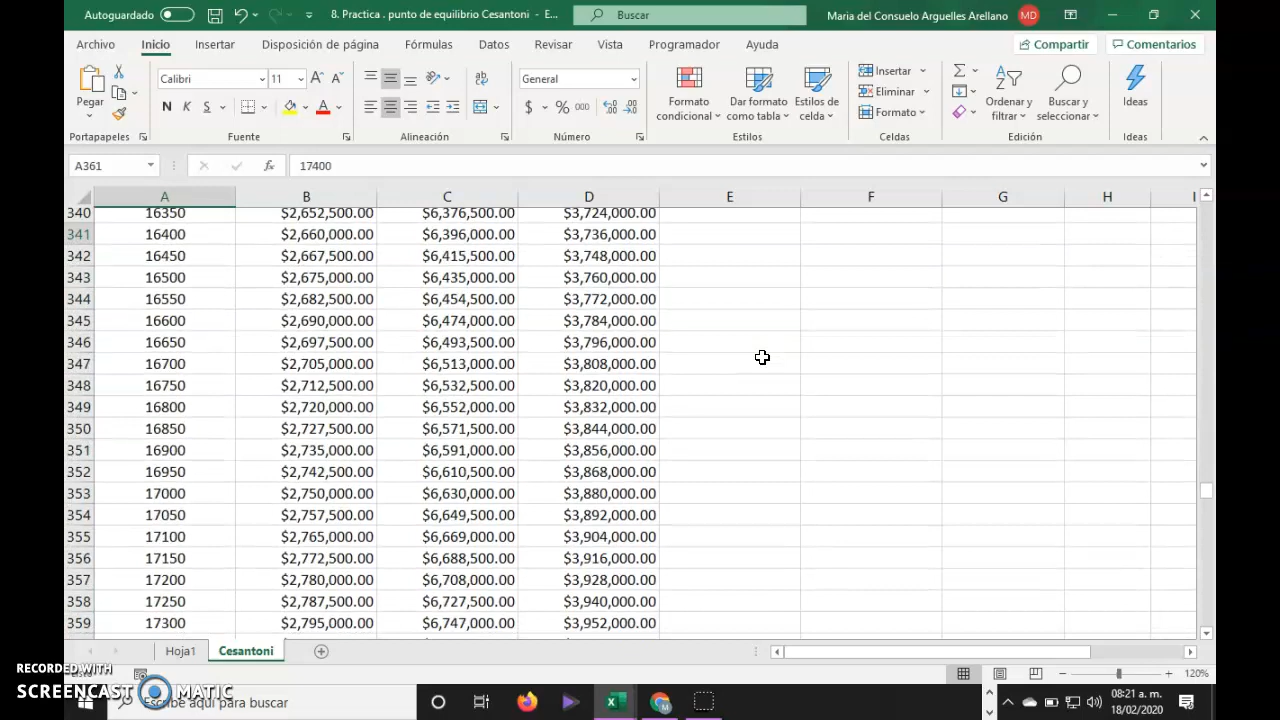 Autoguardado
8. Practica . punto de equilibrio Cesantoni - E...
Buscar
Maria del Consuelo Arguelles Arellano
MD
Archivo Inicio Insertar Disposición de página Fórmulas Datos Revisar Vista Programador Ayuda
Compartir
Comentarios
Pegar
Calibri 11
N K S
General
$ % 000
Formato condicional
Dar formato como tabla
Estilos de celda
Insertar
Eliminar
Formato
Ordenar y filtrar
Buscar y seleccionar
Ideas
Portapapeles Fuente Alineación Número Estilos Celdas Edición Ideas
A361 fx 17400
A B C D E F G H I
340 16350 $2,652,500.00 $6,376,500.00 $3,724,000.00
341 16400 $2,660,000.00 $6,396,000.00 $3,736,000.00
342 16450 $2,667,500.00 $6,415,500.00 $3,748,000.00
343 16500 $2,675,000.00 $6,435,000.00 $3,760,000.00
344 16550 $2,682,500.00 $6,454,500.00 $3,772,000.00
345 16600 $2,690,000.00 $6,474,000.00 $3,784,000.00
346 16650 $2,697,500.00 $6,493,500.00 $3,796,000.00
347 16700 $2,705,000.00 $6,513,000.00 $3,808,000.00
348 16750 $2,712,500.00 $6,532,500.00 $3,820,000.00
349 16800 $2,720,000.00 $6,552,000.00 $3,832,000.00
350 16850 $2,727,500.00 $6,571,500.00 $3,844,000.00
351 16900 $2,735,000.00 $6,591,000.00 $3,856,000.00
352 16950 $2,742,500.00 $6,610,500.00 $3,868,000.00
353 17000 $2,750,000.00 $6,630,000.00 $3,880,000.00
354 17050 $2,757,500.00 $6,649,500.00 $3,892,000.00
355 17100 $2,765,000.00 $6,669,000.00 $3,904,000.00
356 17150 $2,772,500.00 $6,688,500.00 $3,916,000.00
357 17200 $2,780,000.00 $6,708,000.00 $3,928,000.00
358 17250 $2,787,500.00 $6,727,500.00 $3,940,000.00
359 17300 $2,795,000.00 $6,747,000.00 $3,952,000.00
Hoja1 Cesantoni
120%
RECORDED WITH
SCREENCAST MATIC
Escribe aquí para buscar
08:21 a. m.
18/02/2020